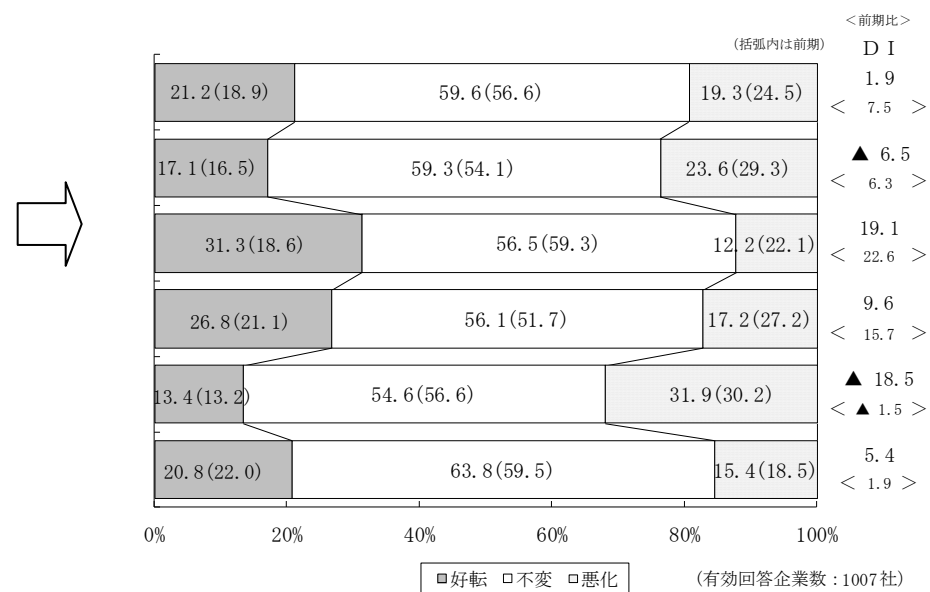 ＜前期比＞
(括弧内は前期)
ＤＩ
21.2(18.9) 59.6(56.6) 19.3(24.5) 1.9
＜ 7.5 ＞
17.1(16.5) 59.3(54.1) 23.6(29.3) ▲ 6.5
＜ 6.3 ＞
31.3(18.6) 56.5(59.3) 12.2(22.1) 19.1
＜ 22.6 ＞
26.8(21.1) 56.1(51.7) 17.2(27.2) 9.6
＜ 15.7 ＞
13.4(13.2) 54.6(56.6) 31.9(30.2) ▲ 18.5
＜ ▲ 1.5 ＞
20.8(22.0) 63.8(59.5) 15.4(18.5) 5.4
＜ 1.9 ＞
0% 20% 40% 60% 80% 100%
好転 不変 悪化
(有効回答企業数：1007社)